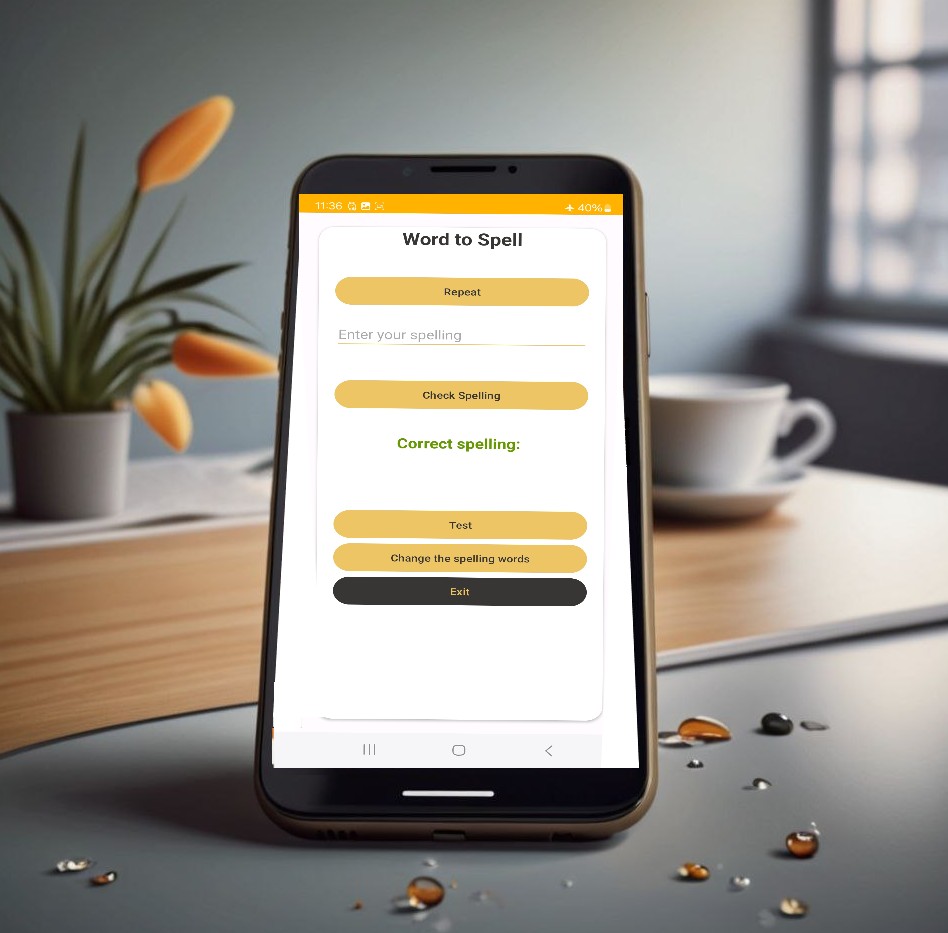 11:36
40%
Word to Spell
Repeat
Enter your spelling
Check Spelling
Correct spelling:
Test
Change the spelling words
Exit